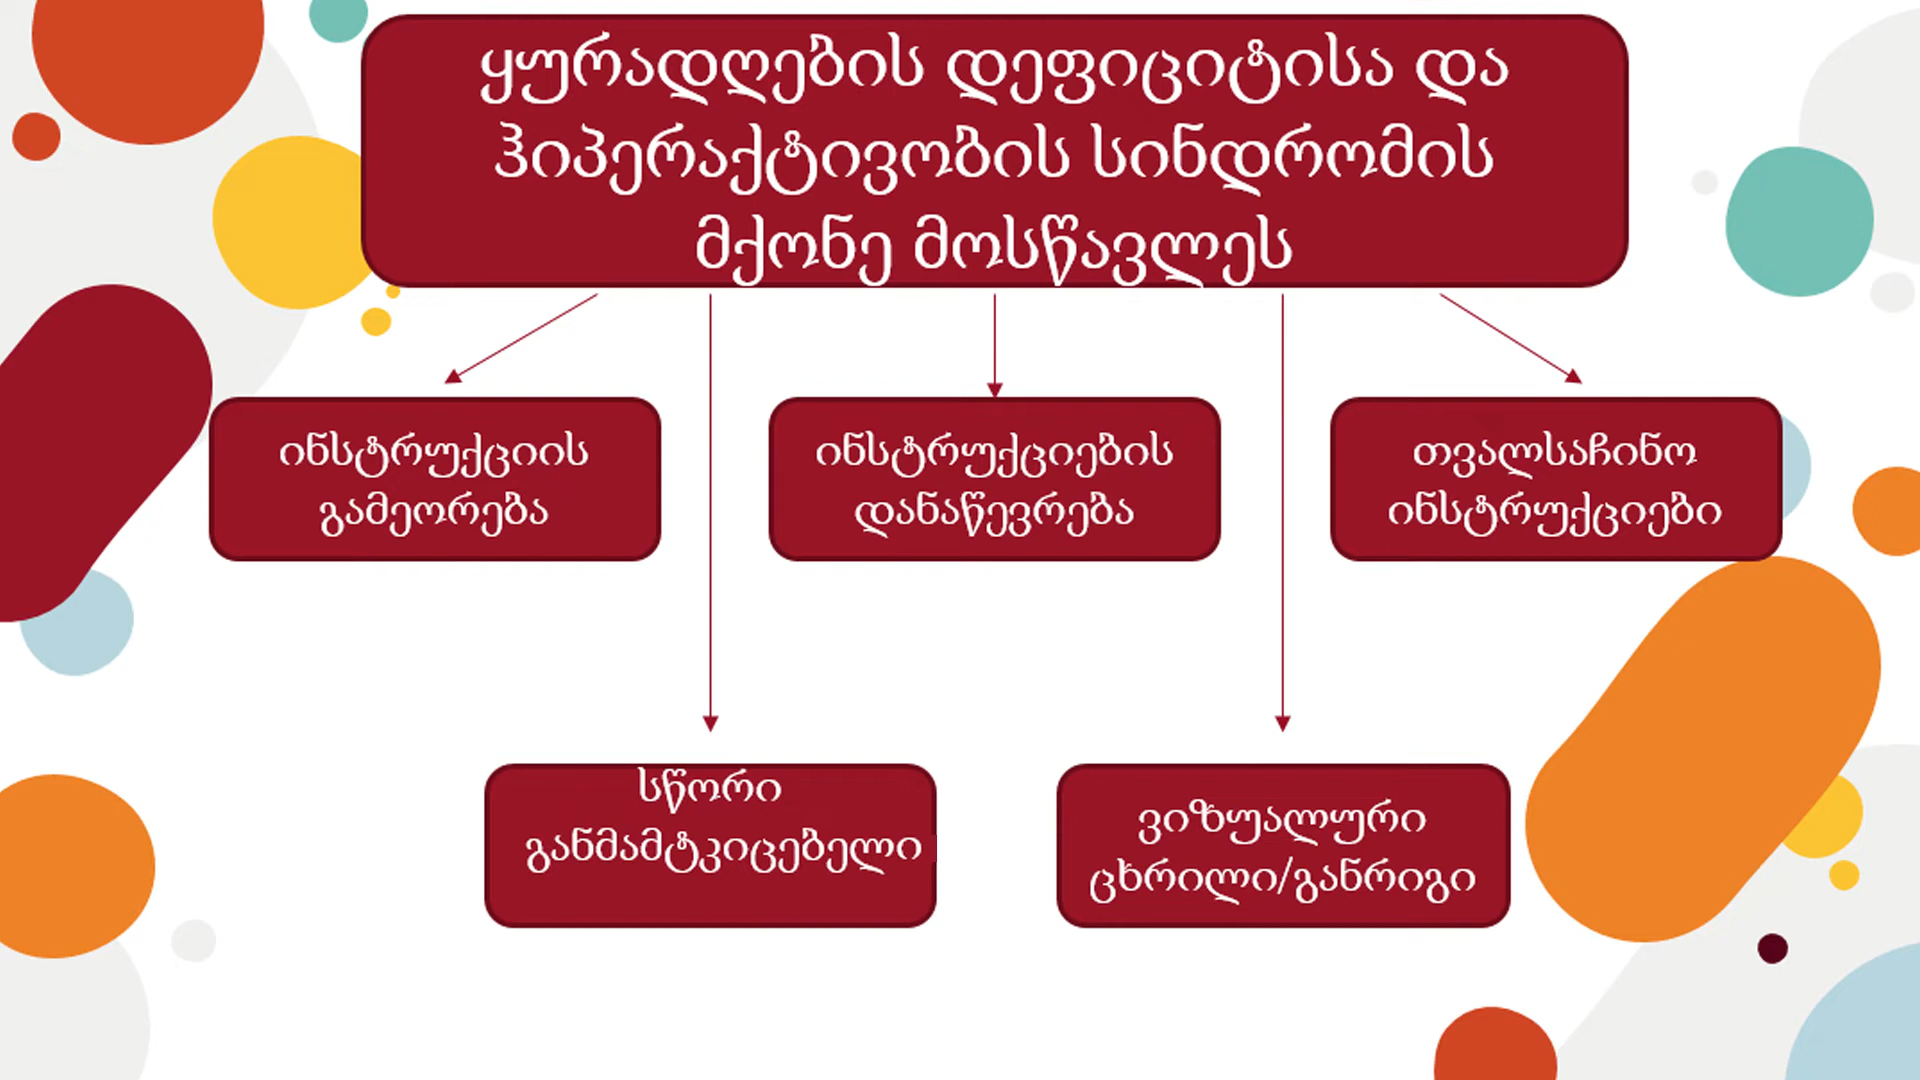 ყურადღების დეფიციტისა და
ჰიპერაქტივობის სინდრომის
მქონე მოსწავლეს
ინსტრუქციის
გამეორება
ინსტრუქციების
დანაწევრება
თვალსაჩინო
ინსტრუქციები
სწორი
განმამტკიცებელი
ვიზუალური
ცხრილი/განრიგი